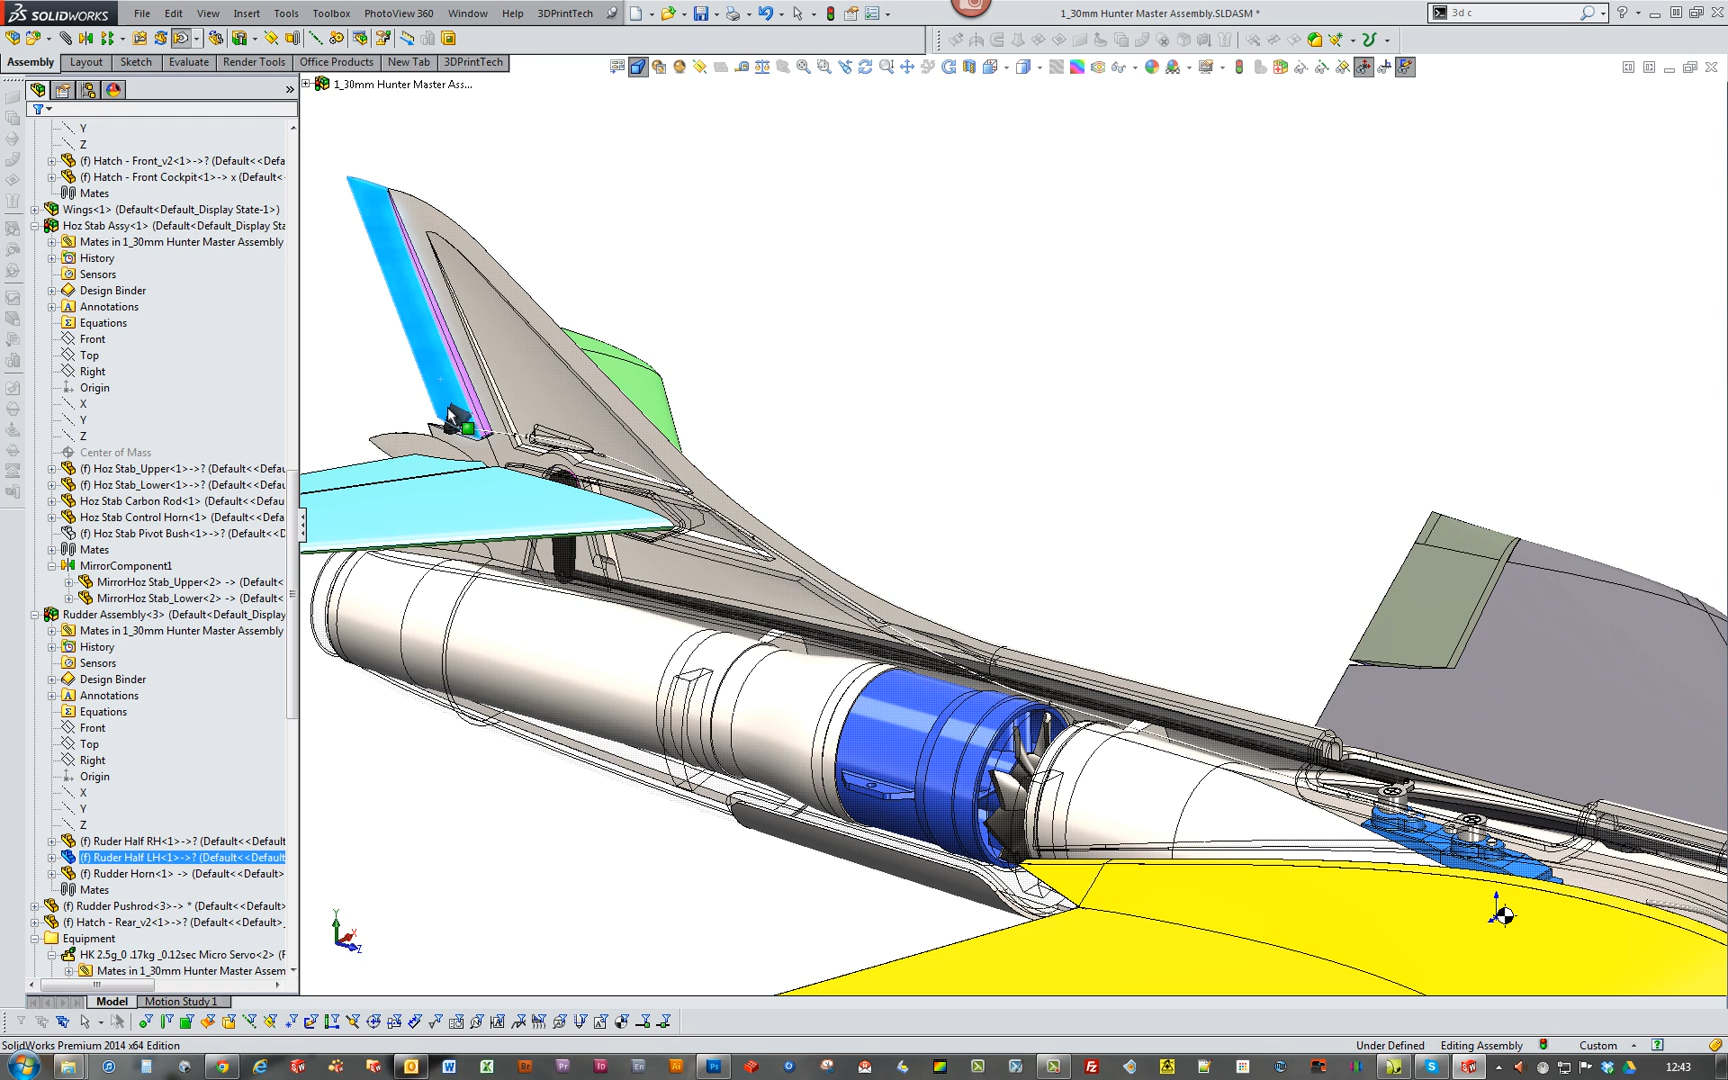 SOLIDWORKS
File Edit View Insert Tools Toolbox PhotoView 360 Window Help 3DPrintTech
1_30mm Hunter Master Assembly.SLDASM *
3d c
Assembly Layout Sketch Evaluate Render Tools Office Products New Tab 3DPrintTech
1_30mm Hunter Master Ass...
Y
Z
(f) Hatch - Front_v2<1>->? (Default<<Defa
(f) Hatch - Front Cockpit<1>-> x (Default<
Mates
Wings<1> (Default<Default_Display State-1>)
Hoz Stab Assy<1> (Default<Default_Display Sta
Mates in 1_30mm Hunter Master Assembly
History
Sensors
Design Binder
Annotations
Equations
Front
Top
Right
Origin
X
Y
Z
Center of Mass
(f) Hoz Stab_Upper<1>->? (Default<<Defau
(f) Hoz Stab_Lower<1>->? (Default<<Defau
Hoz Stab Carbon Rod<1> (Default<<Default
Hoz Stab Control Horn<1> (Default<<Defa
(f) Hoz Stab Pivot Bush<1>->? (Default<<D
Mates
MirrorComponent1
MirrorHoz Stab_Upper<2> -> (Default<
MirrorHoz Stab_Lower<2> -> (Default<
Rudder Assembly<3> (Default<Default_Display
Mates in 1_30mm Hunter Master Assembly
History
Sensors
Design Binder
Annotations
Equations
Front
Top
Right
Origin
X
Y
Z
(f) Ruder Half RH<1>->? (Default<<Default
(f) Ruder Half LH<1>->? (Default<<Default
(f) Rudder Horn<1> -> (Default<<Default>
Mates
(f) Rudder Pushrod<3>-> * (Default<Default>
(f) Hatch - Rear_v2<1>->? (Default<Default>_
Equipment
HK 2.5g_0 .17kg _0.12sec Micro Servo<2> (F
Mates in 1_30mm Hunter Master Assem
Y
X
Z
Model Motion Study 1
SolidWorks Premium 2014 x64 Edition
Under Defined Editing Assembly Custom
12:43